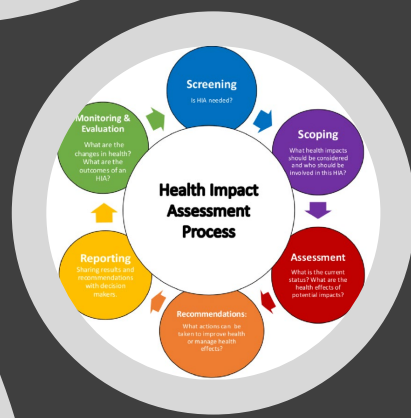 Health Impact
Assessment
Process
Screening
Is HIA needed?
Scoping
What health impacts
should be considered
and who should be
involved in this HIA?
Assessment
What is the current
status? What are the
health effects of
potential impacts?
Recommendations:
What actions can be
taken to improve health
or manage health
effects?
Reporting
Sharing results and
recommendations
with decision
makers.
Monitoring &
Evaluation
What are the
changes in health?
What are the
outcomes of an
HIA?